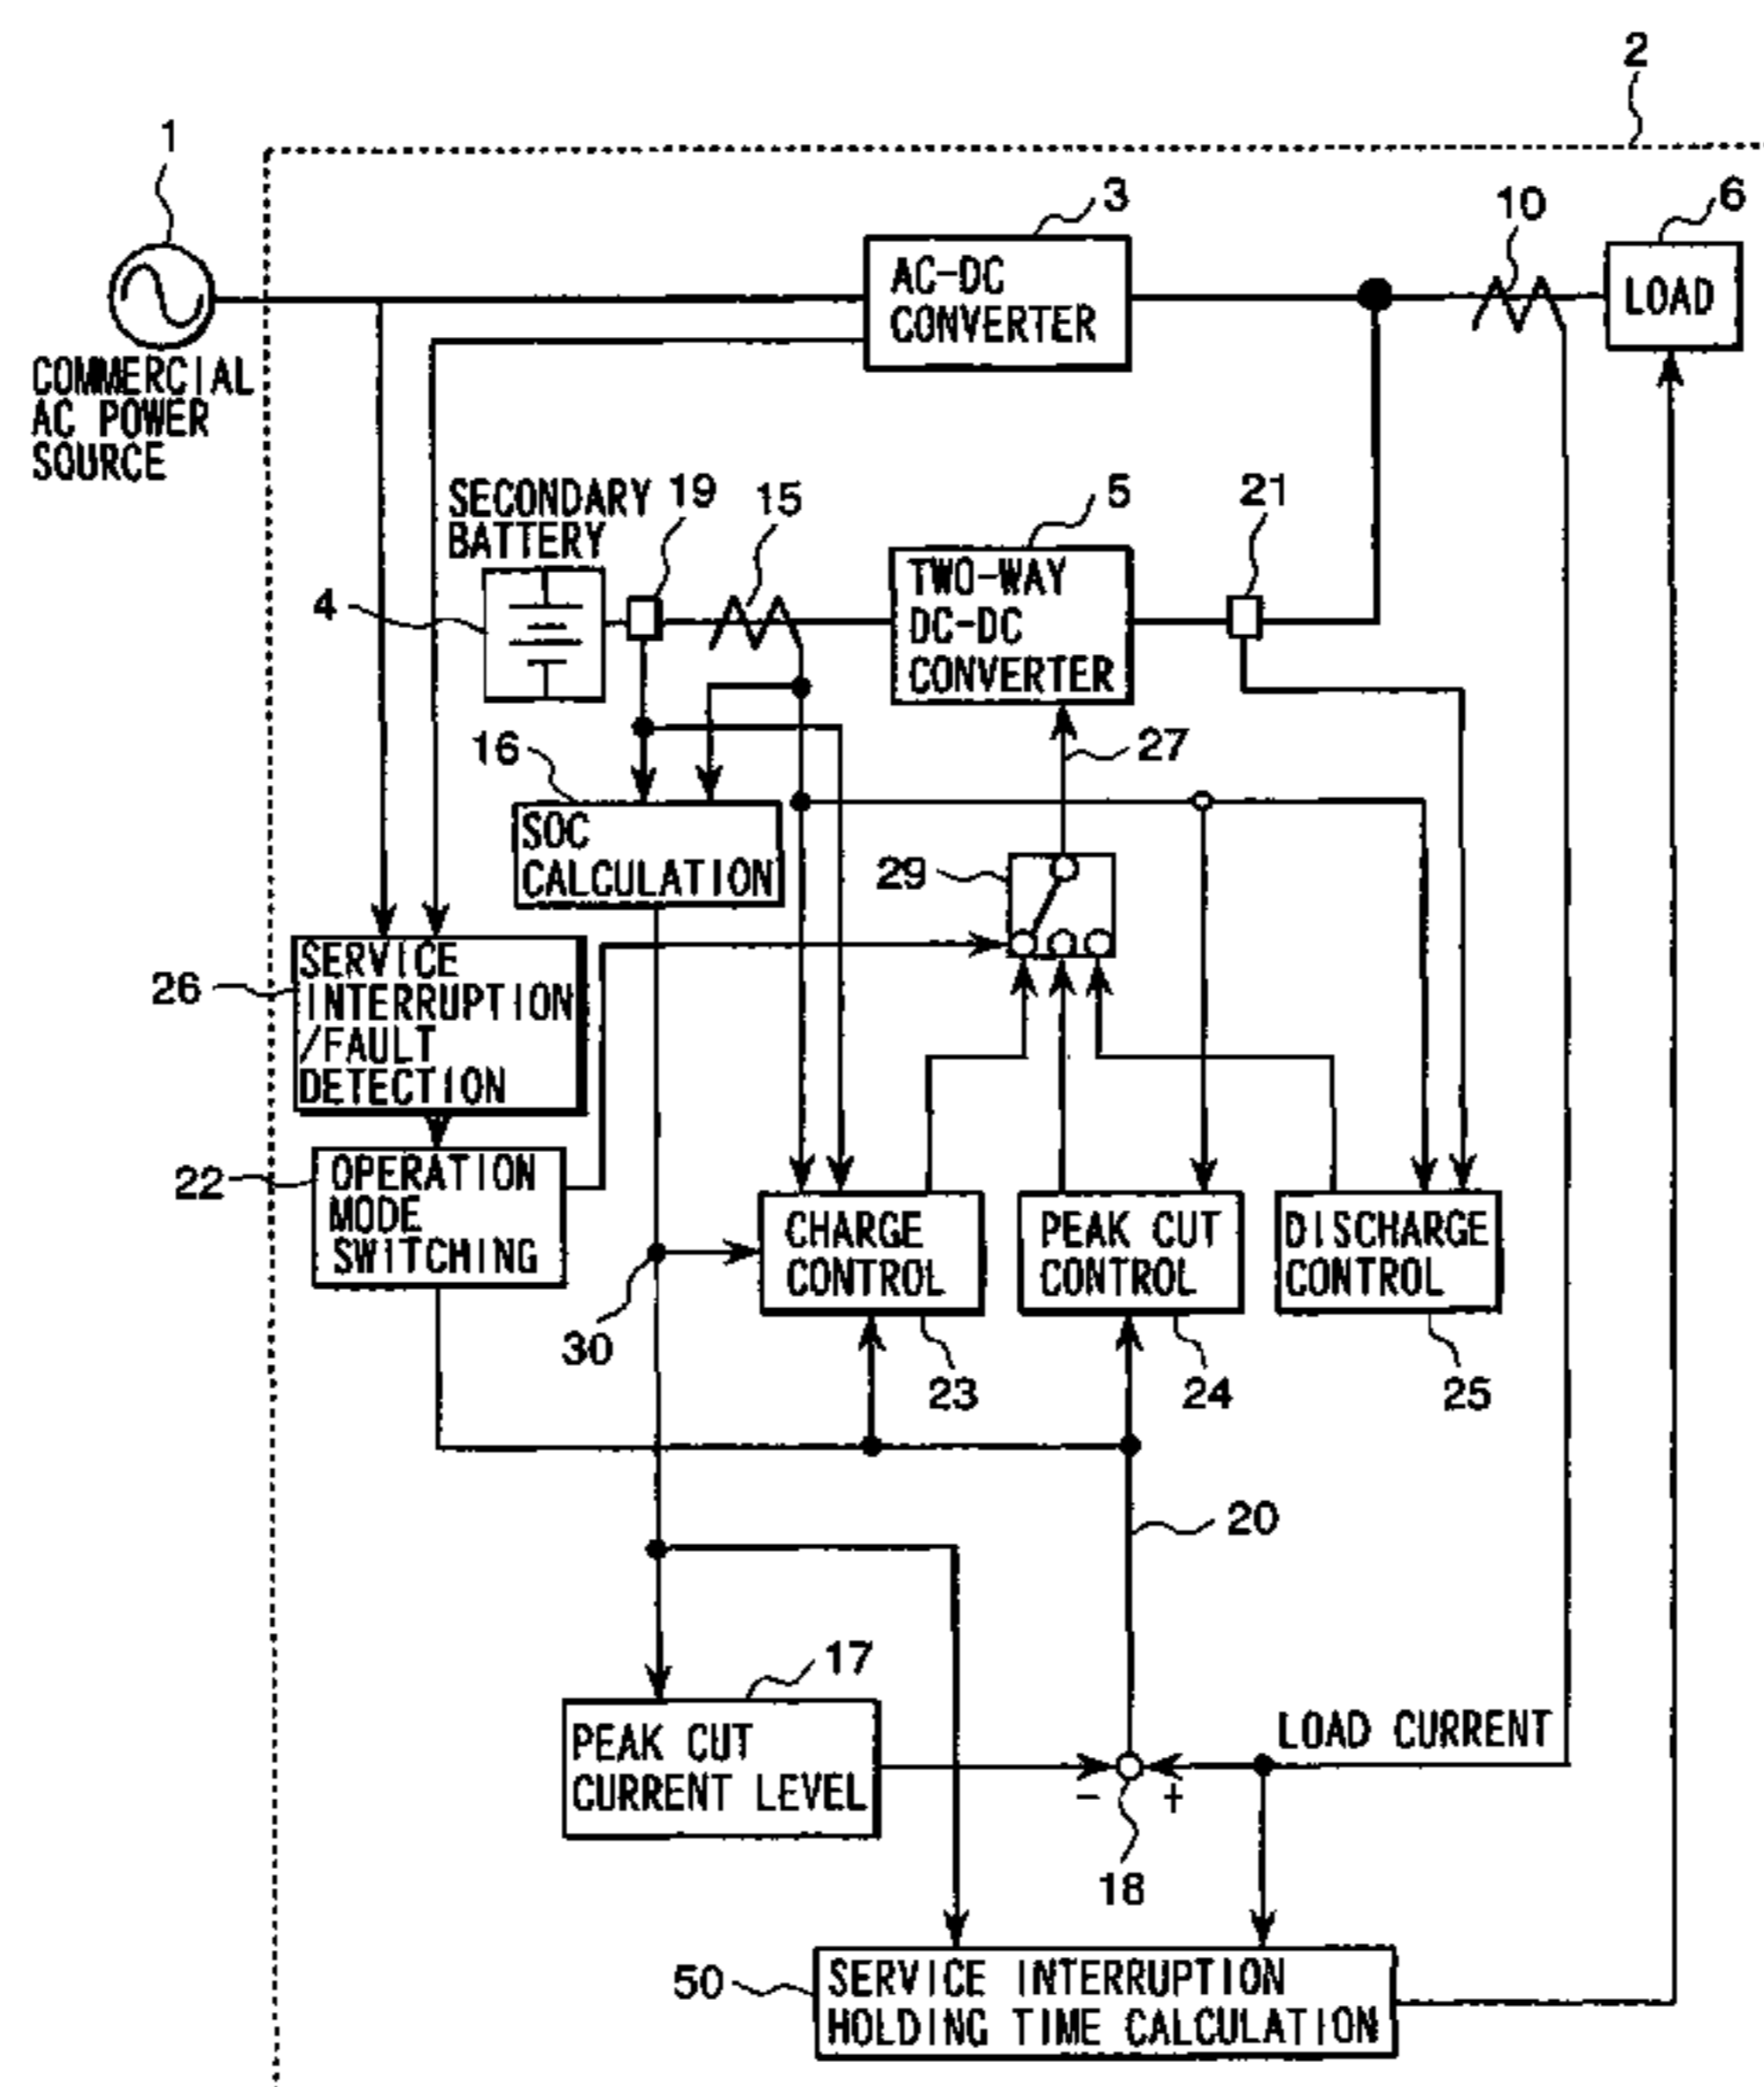 2
1
3
10
6
AC-DC
CONVERTER
LOAD
COMMERCIAL
AC POWER
SOURCE
SECONDARY
BATTERY
19
15
5
21
4
TWO-WAY
DC-DC
CONVERTER
16
27
SOC
CALCULATION
29
26
SERVICE
INTERRUPTION
/FAULT
DETECTION
22
OPERATION
MODE
SWITCHING
CHARGE
CONTROL
PEAK CUT
CONTROL
DISCHARGE
CONTROL
30
23
24
25
20
17
PEAK CUT
CURRENT LEVEL
LOAD CURRENT
- +
18
50
SERVICE INTERRUPTION
HOLDING TIME CALCULATION